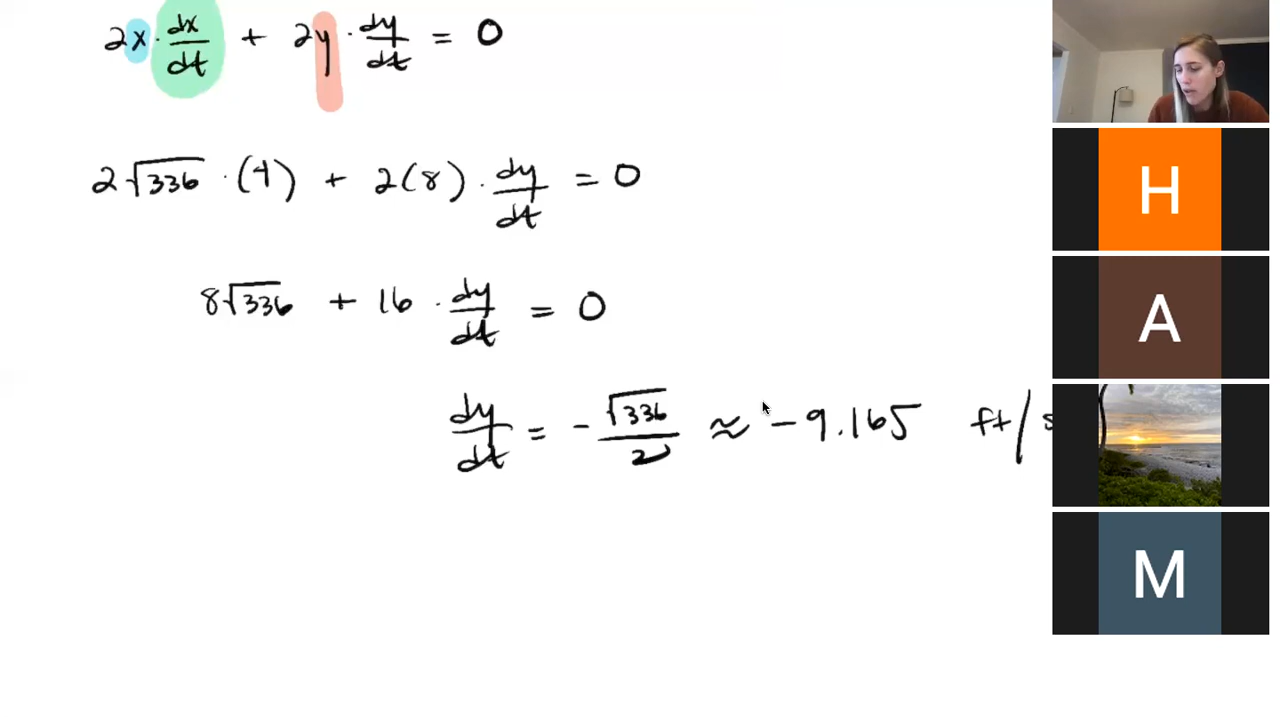 2x · dx/dt + 2y · dy/dt = 0
2√336 · (4) + 2(8) · dy/dt = 0
8√336 + 16 · dy/dt = 0
dy/dt = - √336/2 ≈ -9.165 ft/s
H
A
M